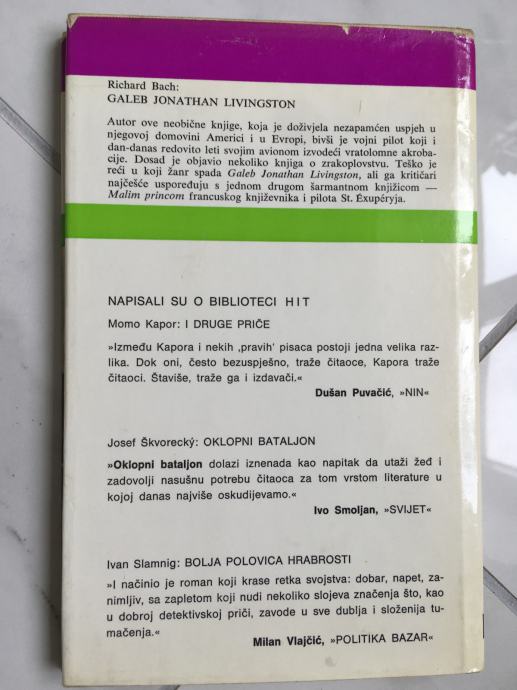 Richard Bach:
GALEB JONATHAN LIVINGSTON
Autor ove neobične knjige, koja je doživjela nezapamćen uspjeh u
njegovoj domovini Americi i u Evropi, bivši je vojni pilot koji i
dan-danas redovito leti svojim avionom izvodeći vratolomne akroba-
cije. Dosad je objavio nekoliko knjiga o zrakoplovstvu. Teško je
reći u koji žanr spada Galeb Jonathan Livingston, ali ga kritičari
najčešće uspoređuju s jednom drugom šarmantnom knjižicom —
Malim princom francuskog književnika i pilota St. Éxupéryja.
NAPISALI SU O BIBLIOTECI HIT
Momo Kapor: I DRUGE PRIČE
»Između Kapora i nekih ‚pravih' pisaca postoji jedna velika raz-
lika. Dok oni, često bezuspješno, traže čitaoce, Kapora traže
čitaoci. Štaviše, traže ga i izdavači.«
Dušan Puvačić, »NIN«
Josef Škvorecký: OKLOPNI BATALJON
»Oklopni bataljon dolazi iznenada kao napitak da utaži žeđ i
zadovolji nasušnu potrebu čitaoca za tom vrstom literature u
kojoj danas najviše oskudijevamo.«
Ivo Smoljan, »SVIJET«
Ivan Slamnig: BOLJA POLOVICA HRABROSTI
»I načinio je roman koji krase retka svojstva: dobar, napet, za-
nimljiv, sa zapletom koji nudi nekoliko slojeva značenja što, kao
u dobroj detektivskoj priči, zavode u sve dublja i složenija tu-
mačenja.«
Milan Vlajčić, »POLITIKA BAZAR«